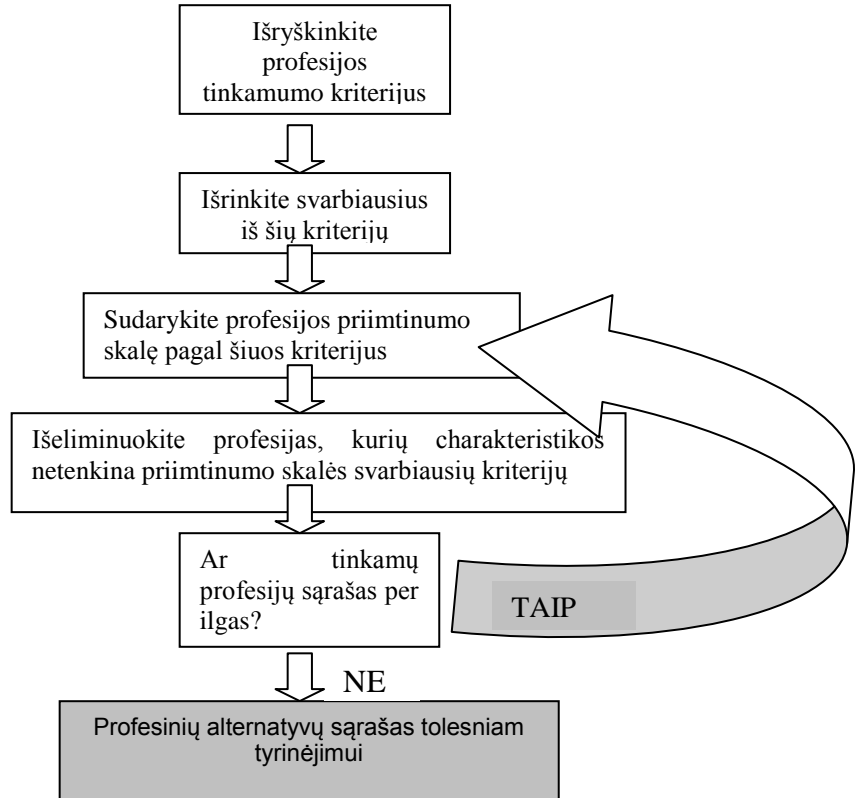 Išryškinkite
profesijos
tinkamumo kriterijus
Išrinkite svarbiausius
iš šių kriterijų
Sudarykite profesijos priimtinumo
skalę pagal šiuos kriterijus
Išeliminuokite profesijas, kurių charakteristikos
netenkina priimtinumo skalės svarbiausių kriterijų
Ar tinkamų
profesijų sąrašas per
ilgas?
TAIP
NE
Profesinių alternatyvų sąrašas tolesniam
tyrinėjimui